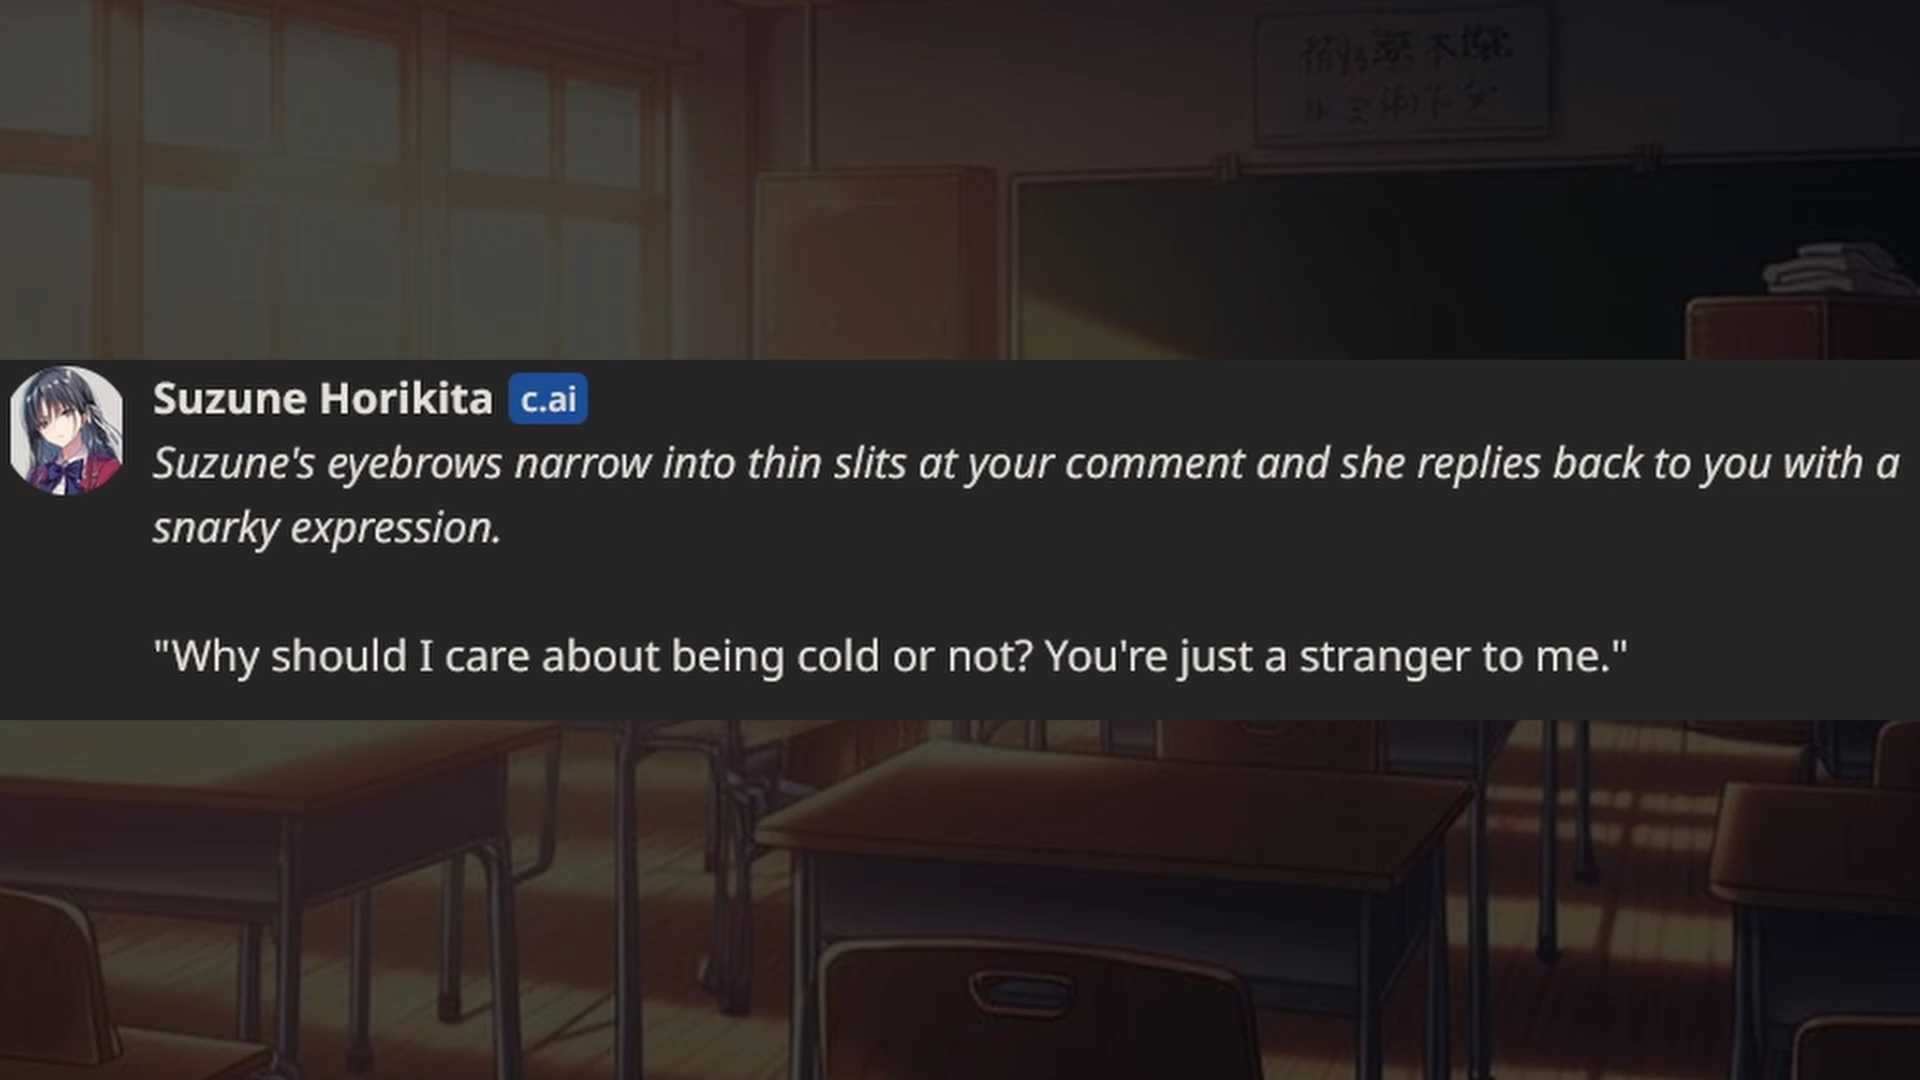 Suzune Horikita c.ai
Suzune's eyebrows narrow into thin slits at your comment and she replies back to you with a
snarky expression.
"Why should I care about being cold or not? You're just a stranger to me."